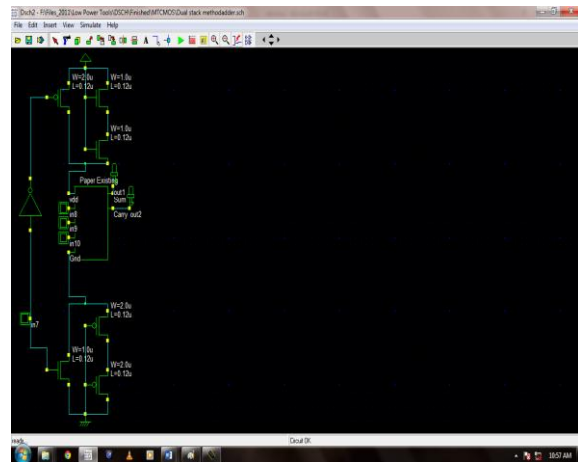 Dsch2 - F:\Files_2012\Low Power Tools\DSCH\Finished\MTCMOS\Dual stack methodedder.sch
File Edit Insert View Simulate Help
W=2.0u
L=0.12u
W=1.0u
L=0.12u
W=1.0u
L=0.12u
Paper Existing
vdd
out1
Sum
in8
Carry out2
in9
in10
Gnd
W=2.0u
L=0.12u
in7
W=1.0u
L=0.12u
W=2.0u
L=0.12u
Circuit OK
10:57 AM